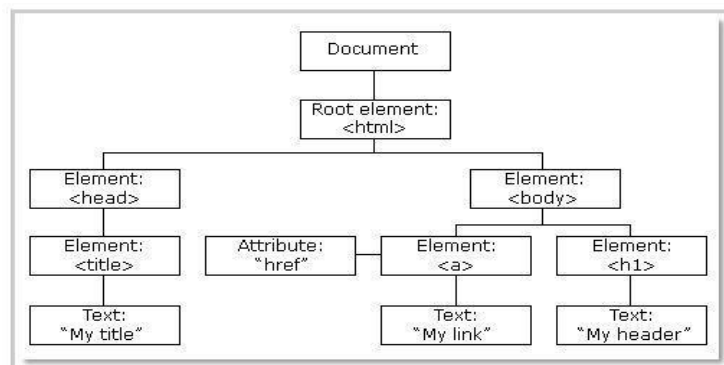 Document
Root element:
<html>
Element:
<head>
Element:
<body>
Element:
<title>
Attribute:
“href”
Element:
<a>
Element:
<h1>
Text:
“My title”
Text:
“My link”
Text:
“My header”